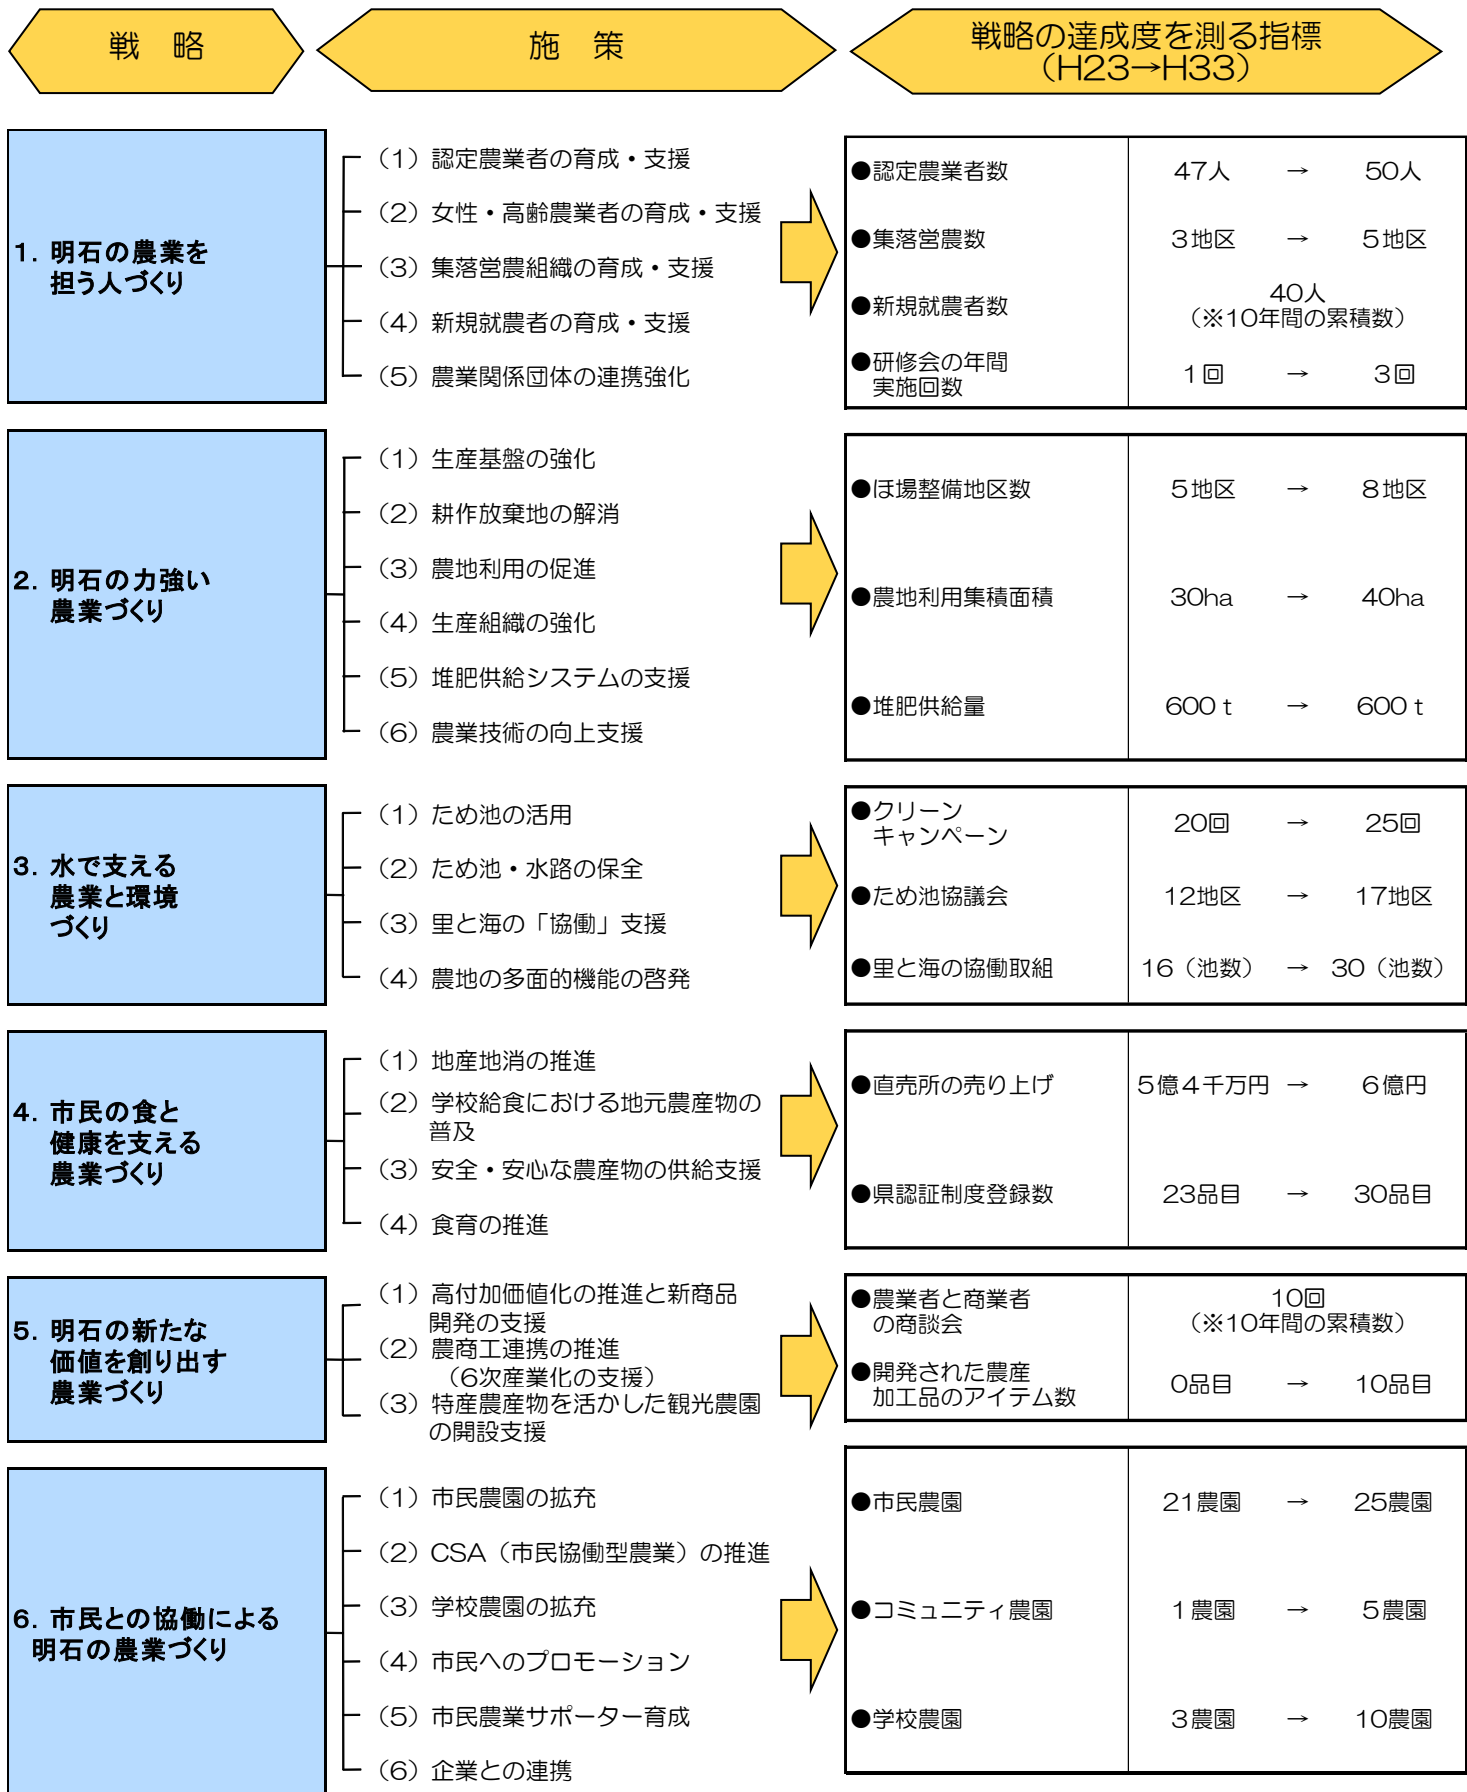 戦　略
施　策
戦略の達成度を測る指標
（H23→H33）
1．明石の農業を
担う人づくり
（1）認定農業者の育成・支援
（2）女性・高齢農業者の育成・支援
（3）集落営農組織の育成・支援
（4）新規就農者の育成・支援
（5）農業関係団体の連携強化
●認定農業者数　47人　→　50人
●集落営農数　3地区　→　5地区
●新規就農者数　40人
（※10年間の累積数）
●研修会の年間
実施回数　1回　→　3回
2．明石の力強い
農業づくり
（1）生産基盤の強化
（2）耕作放棄地の解消
（3）農地利用の促進
（4）生産組織の強化
（5）堆肥供給システムの支援
（6）農業技術の向上支援
●ほ場整備地区数　5地区　→　8地区
●農地利用集積面積　30ha　→　40ha
●堆肥供給量　600ｔ　→　600ｔ
3．水で支える
農業と環境
づくり
（1）ため池の活用
（2）ため池・水路の保全
（3）里と海の「協働」支援
（4）農地の多面的機能の啓発
●クリーン
キャンペーン　20回　→　25回
●ため池協議会　12地区　→　17地区
●里と海の協働取組　16（池数）　→　30（池数）
4．市民の食と
健康を支える
農業づくり
（1）地産地消の推進
（2）学校給食における地元農産物の
普及
（3）安全・安心な農産物の供給支援
（4）食育の推進
●直売所の売り上げ　5億4千万円　→　6億円
●県認証制度登録数　23品目　→　30品目
5．明石の新たな
価値を創り出す
農業づくり
（1）高付加価値化の推進と新商品
開発の支援
（2）農商工連携の推進
（6次産業化の支援）
（3）特産農産物を活かした観光農園
の開設支援
●農業者と商業者
の商談会　10回
（※10年間の累積数）
●開発された農産
加工品のアイテム数　0品目　→　10品目
6．市民との協働による
明石の農業づくり
（1）市民農園の拡充
（2）CSA（市民協働型農業）の推進
（3）学校農園の拡充
（4）市民へのプロモーション
（5）市民農業サポーター育成
（6）企業との連携
●市民農園　21農園　→　25農園
●コミュニティ農園　1農園　→　5農園
●学校農園　3農園　→　10農園